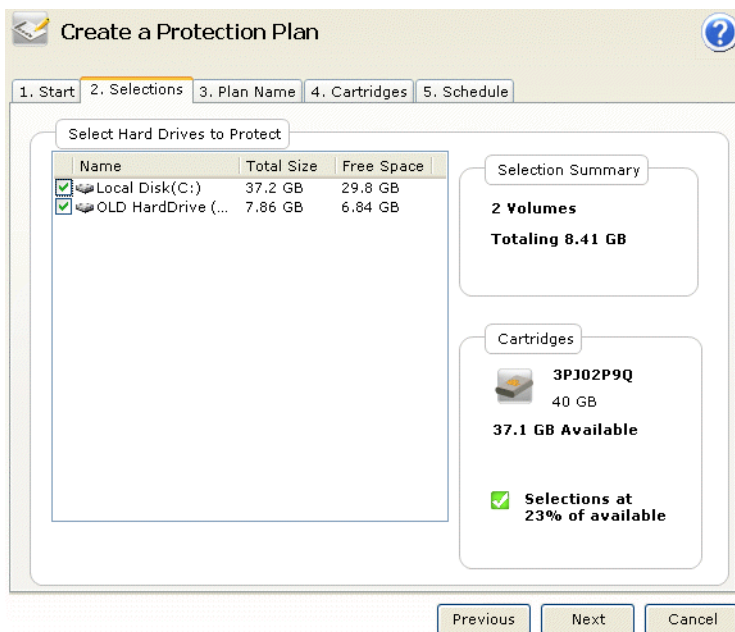 Create a Protection Plan
1. Start
2. Selections
3. Plan Name
4. Cartridges
5. Schedule
Select Hard Drives to Protect
Name Total Size Free Space
Local Disk(C:) 37.2 GB 29.8 GB
OLD HardDrive (... 7.86 GB 6.84 GB
Selection Summary
2 Volumes
Totaling 8.41 GB
Cartridges
3PJ02P9Q
40 GB
37.1 GB Available
Selections at
23% of available
Previous
Next
Cancel